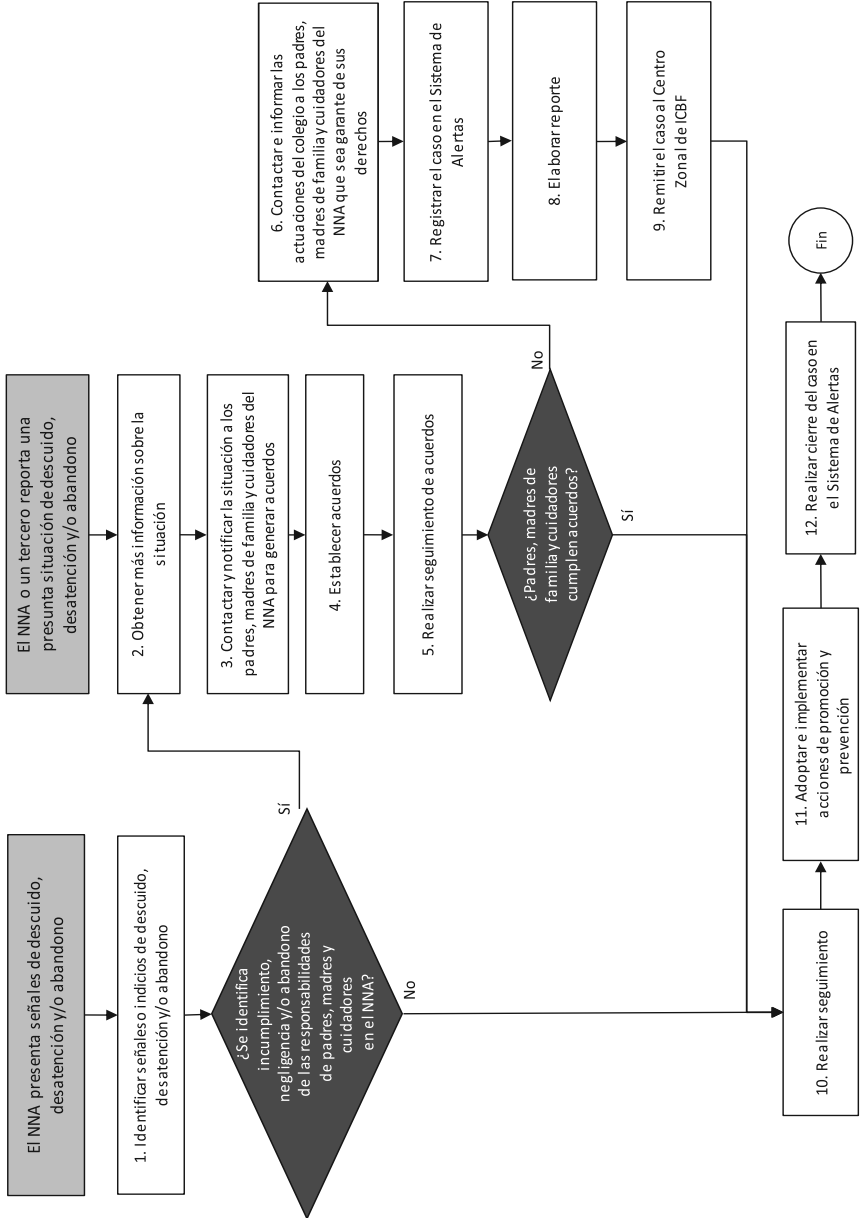 El NNA presenta señales de descuido,
desatención y/o abandono
1. Identificar señales o indicios de descuido,
desatención y/o abandono
¿Se identifica
incumplimiento,
negligencia y/o abandono
de las responsabilidades
de padres, madres y
cuidadores
en el NNA?
Sí
No
El NNA o un tercero reporta una
presunta situación de descuido,
desatención y/o abandono
2. Obtener más información sobre la
situación
3. Contactar y notificar la situación a los
padres, madres de familia y cuidadores del
NNA para generar acuerdos
4. Establecer acuerdos
5. Realizar seguimiento de acuerdos
¿Padres, madres de
familia y cuidadores
cumplen acuerdos?
No
Sí
6. Contactar e informar las
actuaciones del colegio a los padres,
madres de familia y cuidadores del
NNA que sea garante de sus
derechos
7. Registrar el caso en el Sistema de
Alertas
8. Elaborar reporte
9. Remitir el caso al Centro
Zonal de ICBF
10. Realizar seguimiento
11. Adoptar e implementar
acciones de promoción y
prevención
12. Realizar cierre del caso en
el Sistema de Alertas
Fin